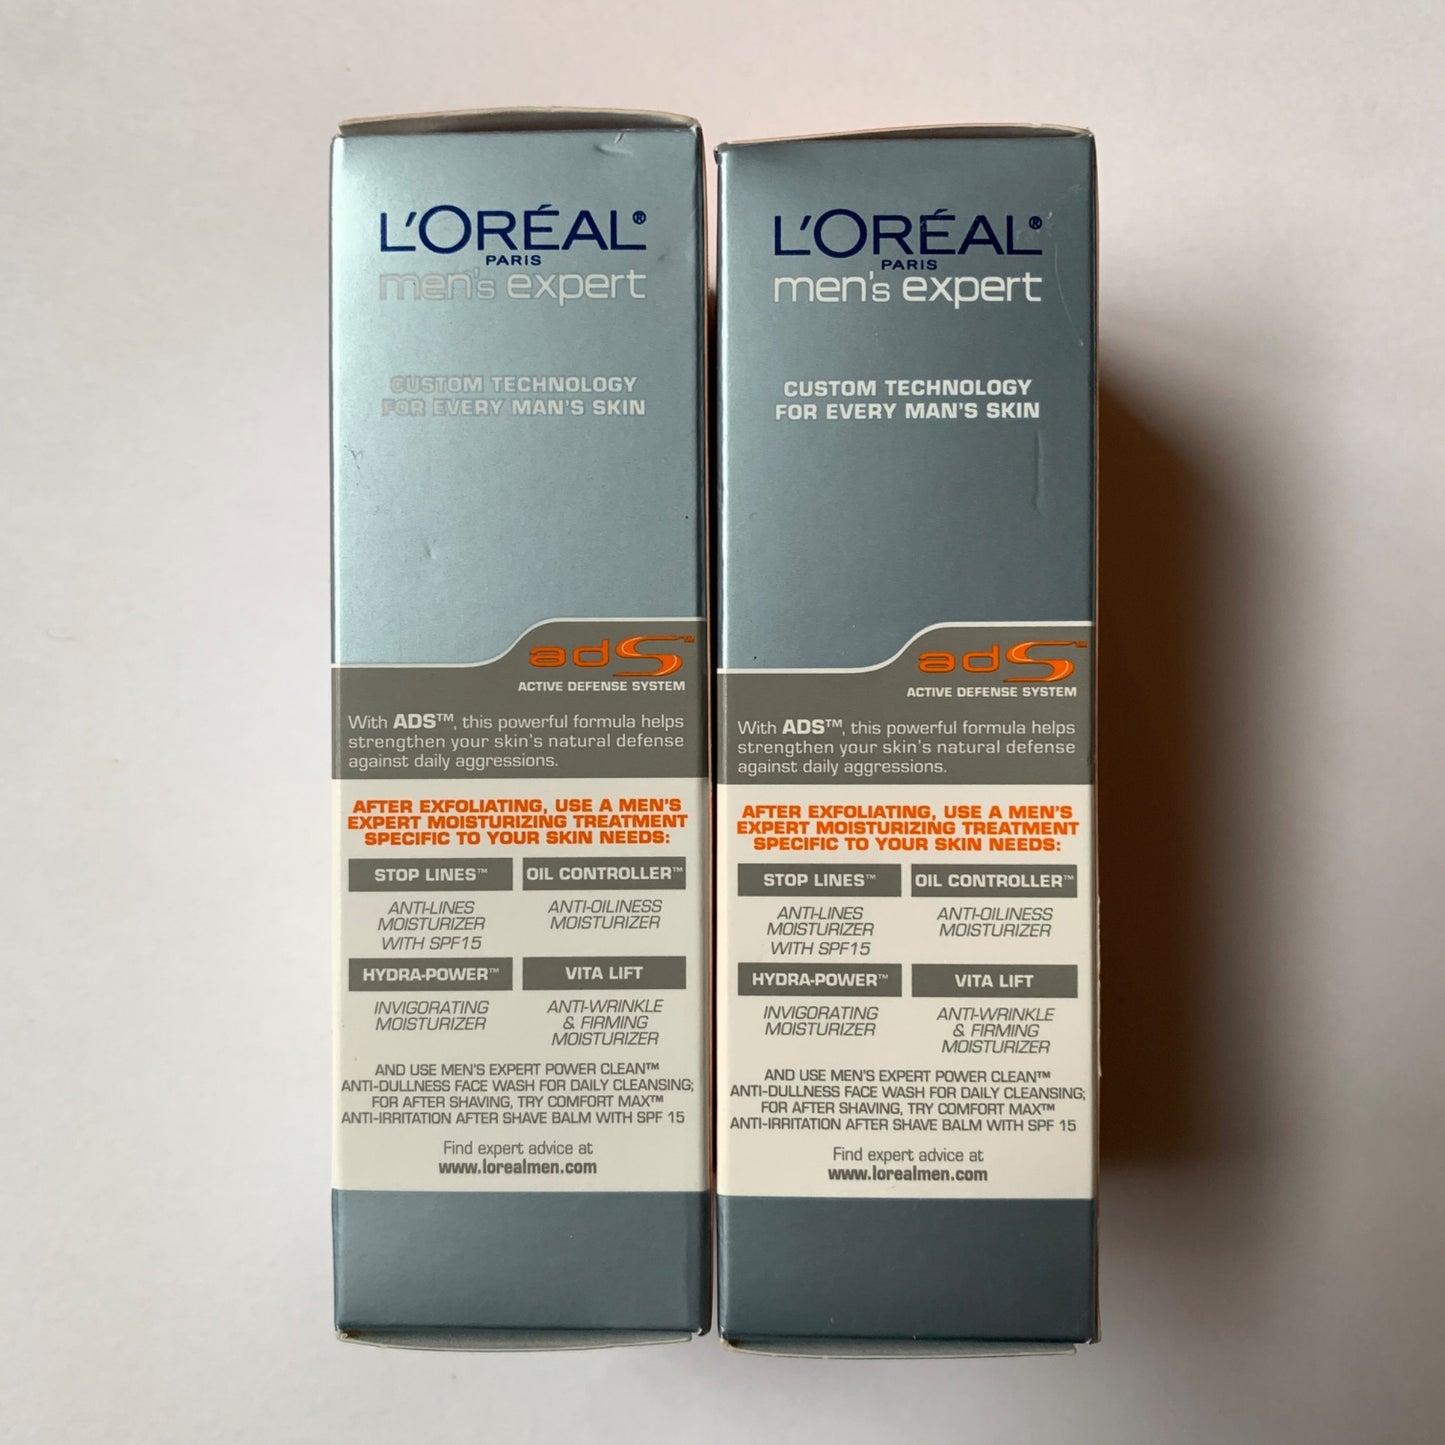 L'ORÉAL®
PARIS
men's expert
CUSTOM TECHNOLOGY
FOR EVERY MAN'S SKIN
adS™
ACTIVE DEFENSE SYSTEM
With ADS™, this powerful formula helps
strengthen your skin's natural defense
against daily aggressions.
AFTER EXFOLIATING, USE A MEN'S
EXPERT MOISTURIZING TREATMENT
SPECIFIC TO YOUR SKIN NEEDS:
STOP LINES™
ANTI-LINES
MOISTURIZER
WITH SPF15
OIL CONTROLLER™
ANTI-OILINESS
MOISTURIZER
HYDRA-POWER™
INVIGORATING
MOISTURIZER
VITA LIFT
ANTI-WRINKLE
& FIRMING
MOISTURIZER
AND USE MEN'S EXPERT POWER CLEAN™
ANTI-DULLNESS FACE WASH FOR DAILY CLEANSING;
FOR AFTER SHAVING, TRY COMFORT MAX™
ANTI-IRRITATION AFTER SHAVE BALM WITH SPF 15
Find expert advice at
www.lorealmen.com
L'ORÉAL®
PARIS
men's expert
CUSTOM TECHNOLOGY
FOR EVERY MAN'S SKIN
adS™
ACTIVE DEFENSE SYSTEM
With ADS™, this powerful formula helps
strengthen your skin's natural defense
against daily aggressions.
AFTER EXFOLIATING, USE A MEN'S
EXPERT MOISTURIZING TREATMENT
SPECIFIC TO YOUR SKIN NEEDS:
STOP LINES™
ANTI-LINES
MOISTURIZER
WITH SPF15
OIL CONTROLLER™
ANTI-OILINESS
MOISTURIZER
HYDRA-POWER™
INVIGORATING
MOISTURIZER
VITA LIFT
ANTI-WRINKLE
& FIRMING
MOISTURIZER
AND USE MEN'S EXPERT POWER CLEAN™
ANTI-DULLNESS FACE WASH FOR DAILY CLEANSING;
FOR AFTER SHAVING, TRY COMFORT MAX™
ANTI-IRRITATION AFTER SHAVE BALM WITH SPF 15
Find expert advice at
www.lorealmen.com